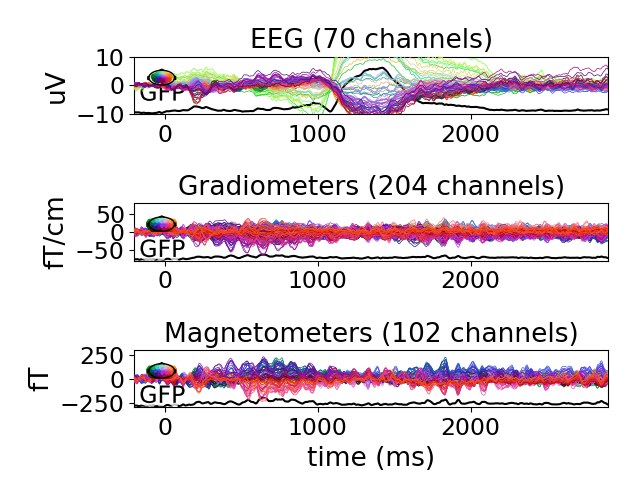 EEG (70 channels)
10
0
−10
uV
GFP
0
1000
2000
Gradiometers (204 channels)
50
0
−50
fT/cm
GFP
0
1000
2000
Magnetometers (102 channels)
250
0
−250
fT
GFP
0
1000
2000
time (ms)